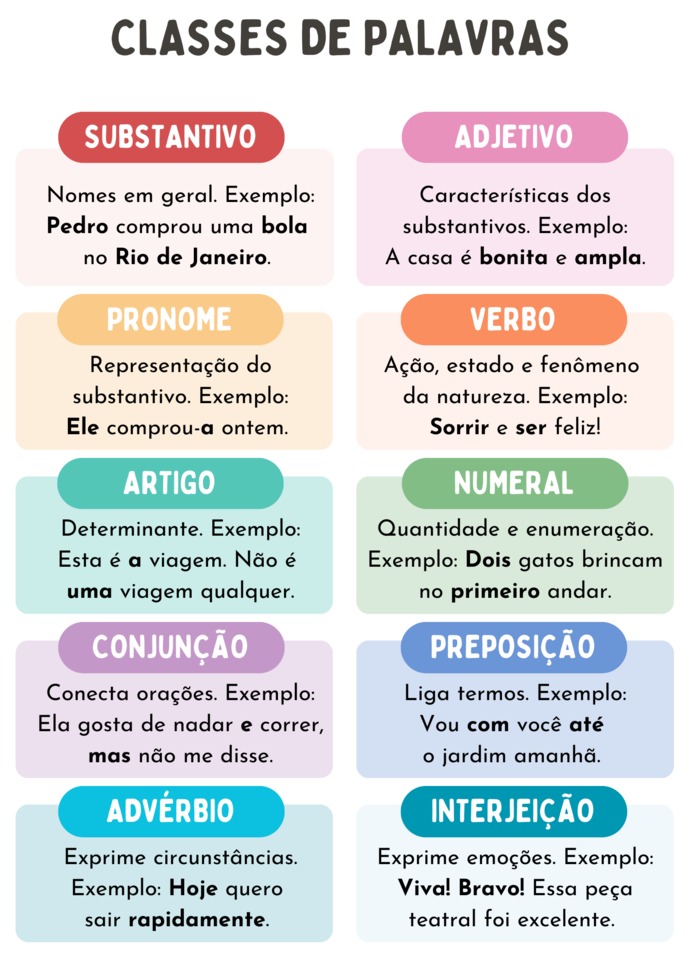 CLASSES DE PALAVRAS
SUBSTANTIVO
Nomes em geral. Exemplo:
Pedro comprou uma bola
no Rio de Janeiro.
ADJETIVO
Características dos
substantivos. Exemplo:
A casa é bonita e ampla.
PRONOME
Representação do
substantivo. Exemplo:
Ele comprou-a ontem.
VERBO
Ação, estado e fenômeno
da natureza. Exemplo:
Sorrir e ser feliz!
ARTIGO
Determinante. Exemplo:
Esta é a viagem. Não é
uma viagem qualquer.
NUMERAL
Quantidade e enumeração.
Exemplo: Dois gatos brincam
no primeiro andar.
CONJUNÇÃO
Conecta orações. Exemplo:
Ela gosta de nadar e correr,
mas não me disse.
PREPOSIÇÃO
Liga termos. Exemplo:
Vou com você até
o jardim amanhã.
ADVÉRBIO
Exprime circunstâncias.
Exemplo: Hoje quero
sair rapidamente.
INTERJEIÇÃO
Exprime emoções. Exemplo:
Viva! Bravo! Essa peça
teatral foi excelente.